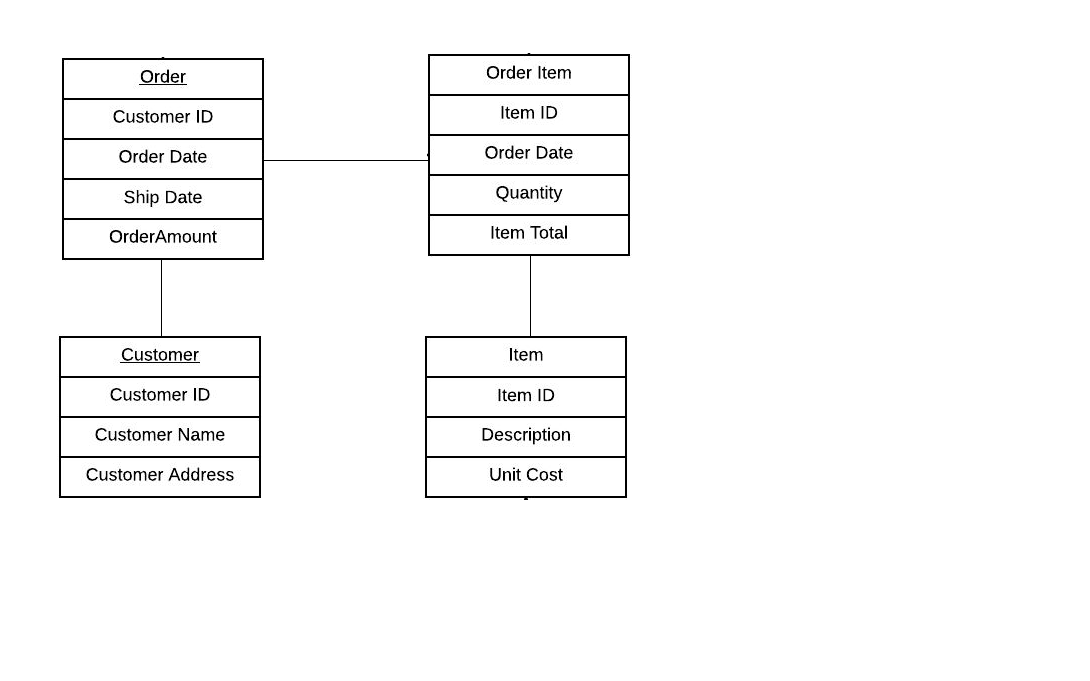 Order
Customer ID
Order Date
Ship Date
OrderAmount
Order Item
Item ID
Order Date
Quantity
Item Total
Customer
Customer ID
Customer Name
Customer Address
Item
Item ID
Description
Unit Cost